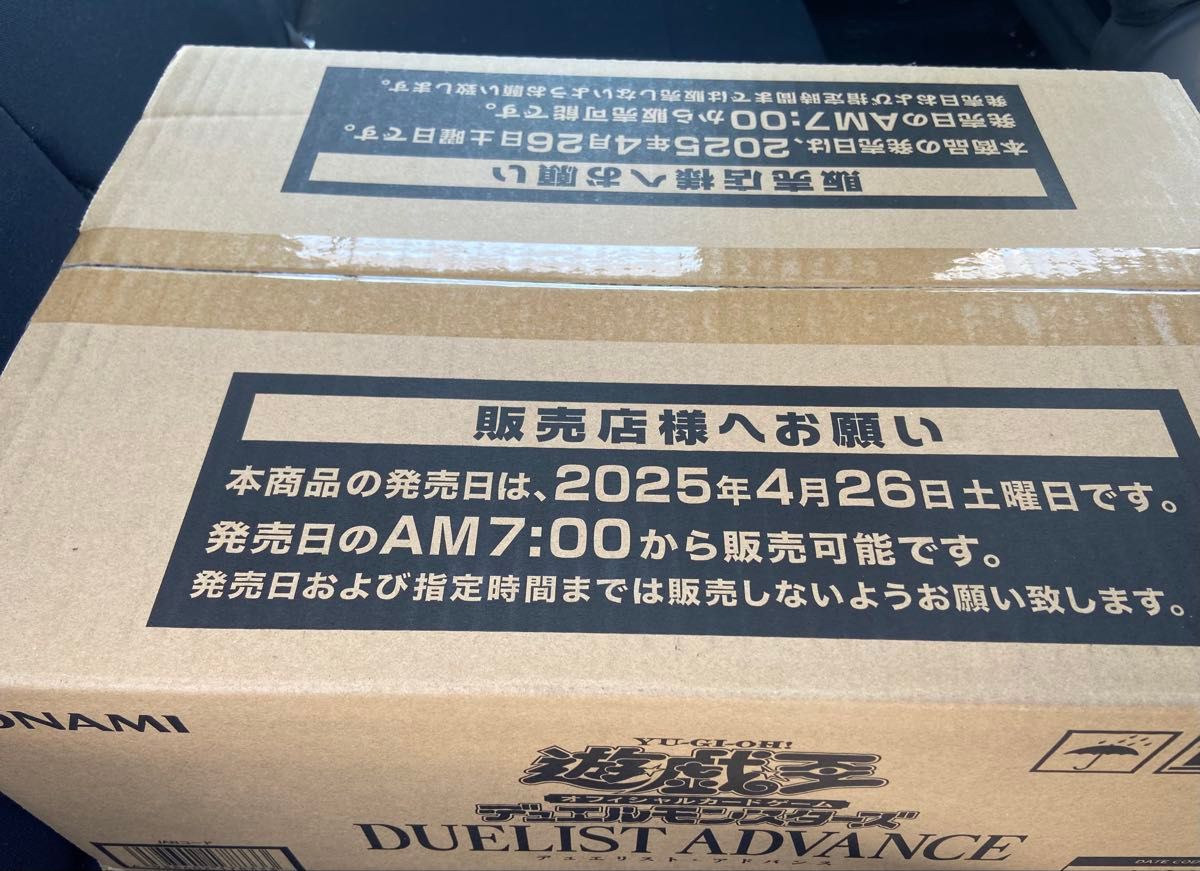 発売日および指定時間までは販売しないようお願い致します。
発売日のAM7:00から販売可能です。
本商品の発売日は、2025年4月26日土曜日です。
販売店様へお願い
販売店様へお願い
本商品の発売日は、2025年4月26日土曜日です。
発売日のAM7:00から販売可能です。
発売日および指定時間までは販売しないようお願い致します。
KONAMI
YU-GI-OH!
遊戯王
オフィシャルカードゲーム
デュエルモンスターズ
DUELIST ADVANCE
デュエリスト・アドバンス
JANコード
DATE COD